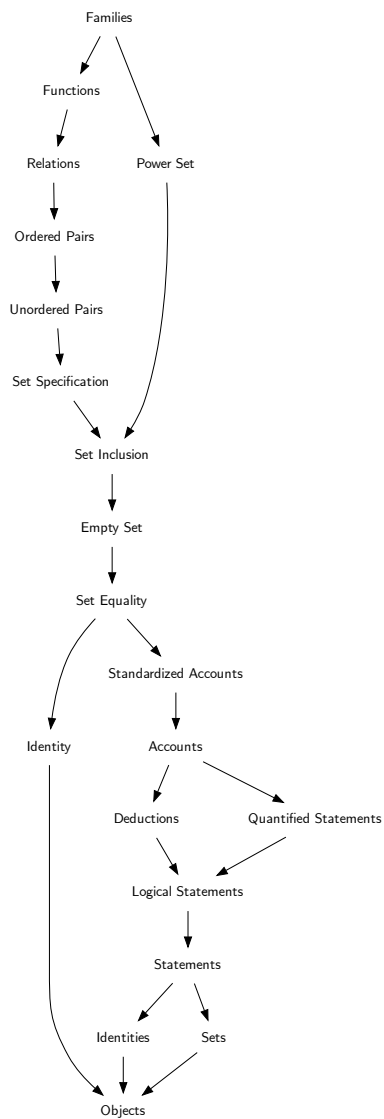 Families
Functions
Relations
Power Set
Ordered Pairs
Unordered Pairs
Set Specification
Set Inclusion
Empty Set
Set Equality
Standardized Accounts
Identity
Accounts
Deductions
Quantified Statements
Logical Statements
Statements
Identities
Sets
Objects